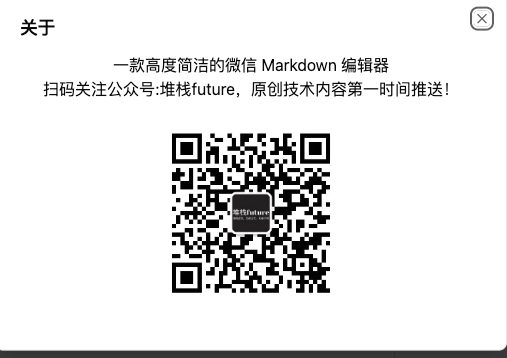 关于
一款高度简洁的微信 Markdown 编辑器
扫码关注公众号:堆栈future，原创技术内容第一时间推送！
堆栈future